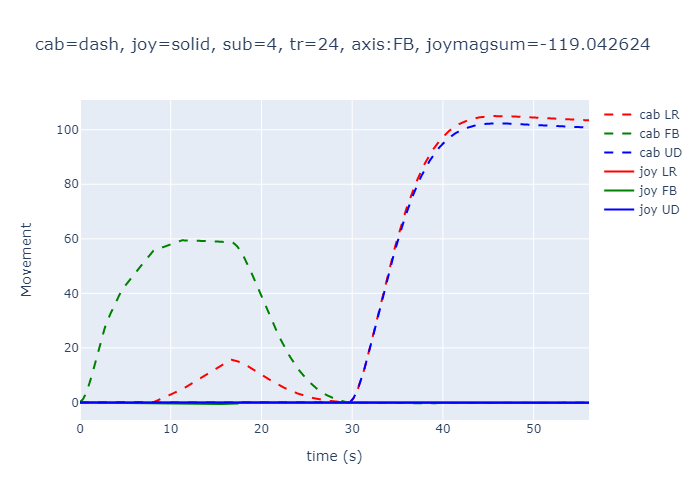 cab=dash, joy=solid, sub=4, tr=24, axis:FB, joymagsum=-119.042624
cab LR
cab FB
cab UD
joy LR
joy FB
joy UD
Movement
100
80
60
40
20
0
0 10 20 30 40 50
time (s)